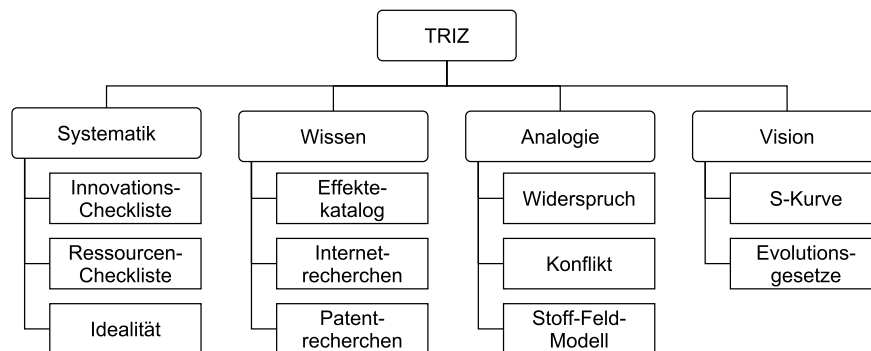 TRIZ
Systematik
Innovations-
Checkliste
Ressourcen-
Checkliste
Idealität
Wissen
Effekte-
katalog
Internet-
recherchen
Patent-
recherchen
Analogie
Widerspruch
Konflikt
Stoff-Feld-
Modell
Vision
S-Kurve
Evolutions-
gesetze